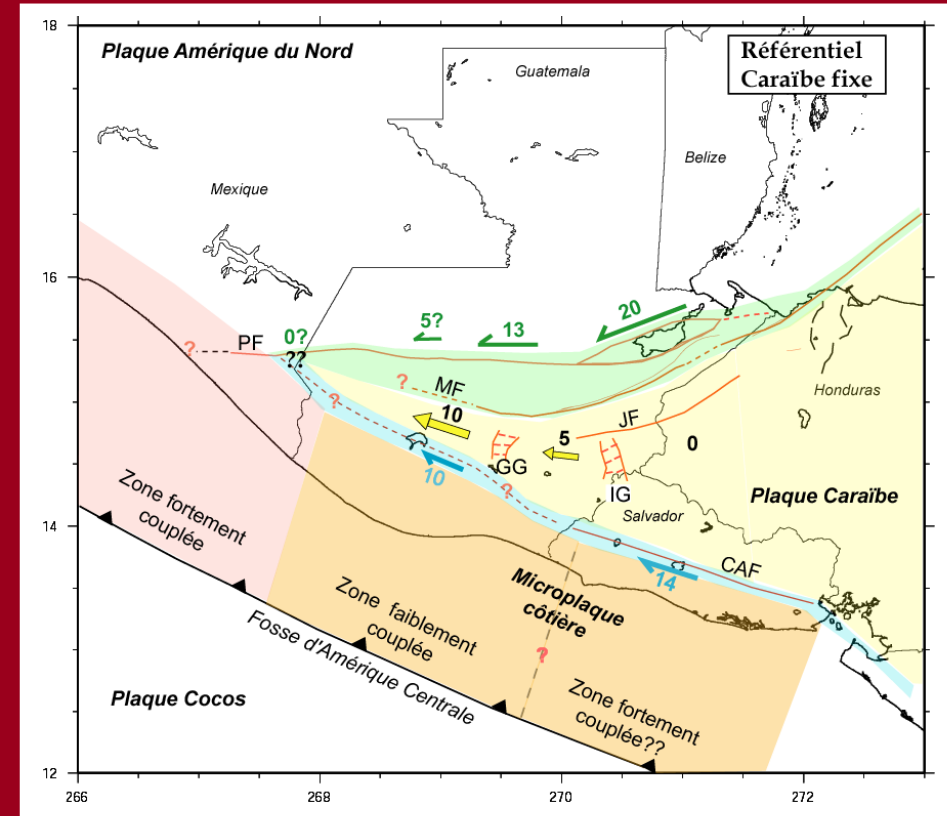 18
16
14
12
266
268
270
272
Plaque Amérique du Nord
Référentiel
Caraïbe fixe
Guatemala
Belize
Mexique
20
5?
13
0?
??
?
PF
?
MF
?
10
JF
5
0
Honduras
GG
IG
10
?
Plaque Caraïbe
Salvador
CAF
14
Zone fortement
couplée
Zone faiblement
couplée
Microplaque
côtière
?
Zone fortement
couplée??
Fosse d'Amérique Centrale
Plaque Cocos